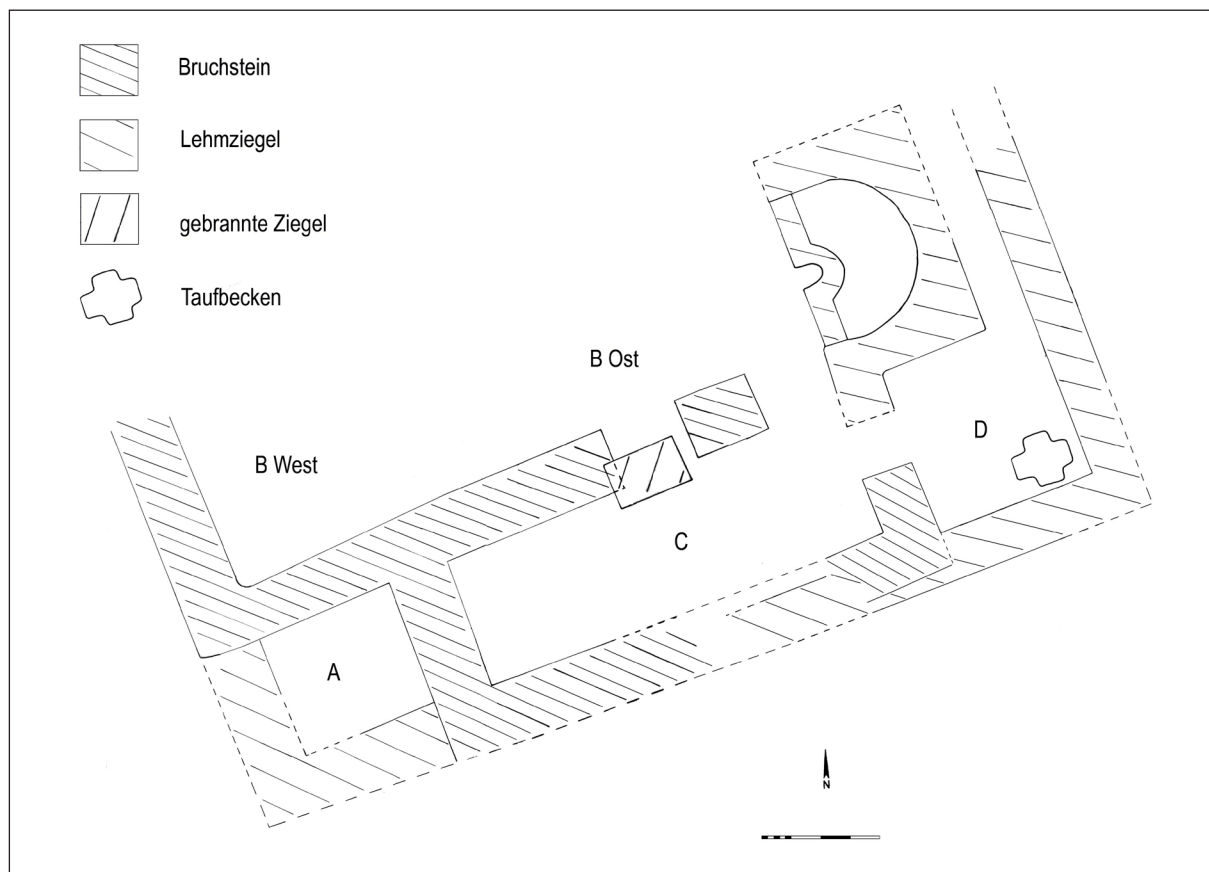 Bruchstein
Lehmziegel
gebrannte Ziegel
Taufbecken
B Ost
B West
D
C
A
N